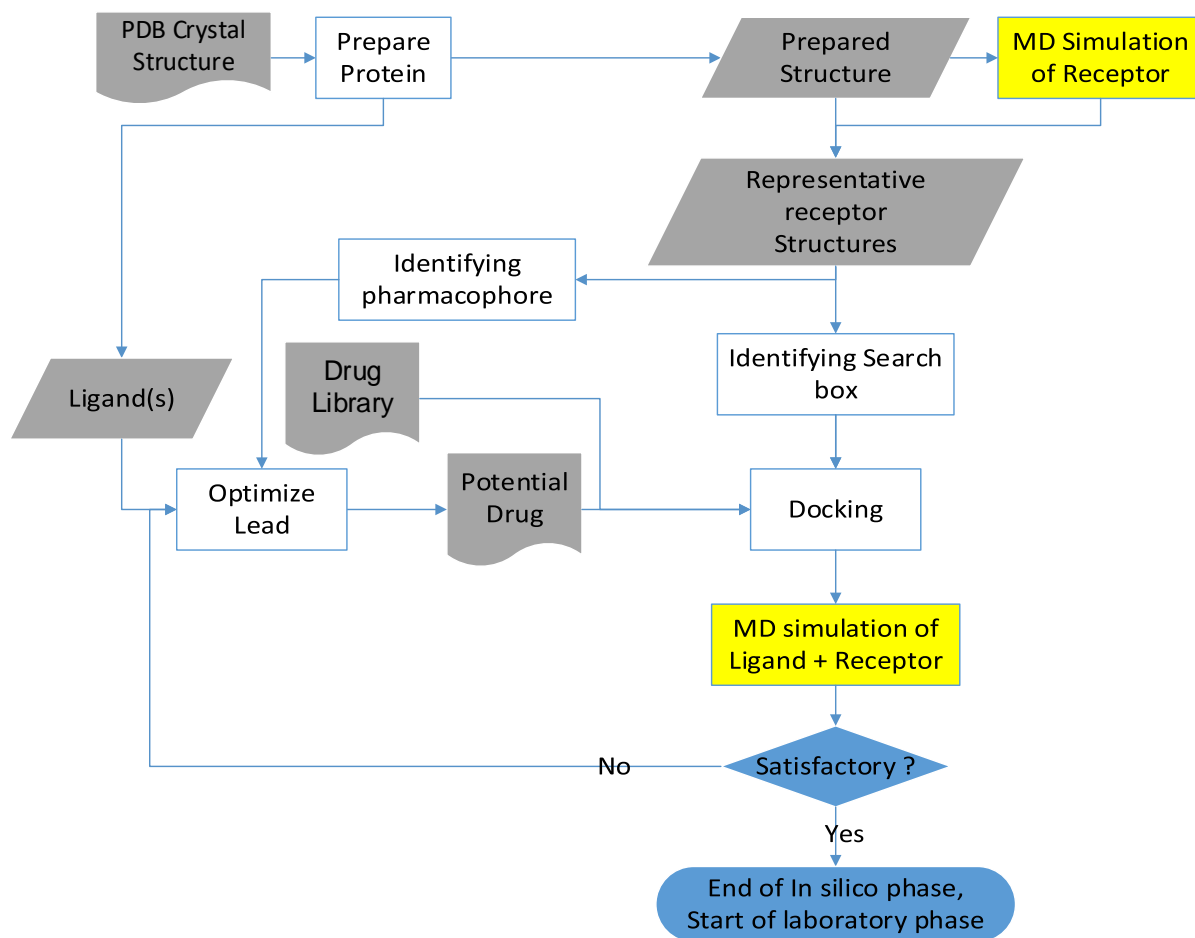 PDB Crystal
Structure
Prepare
Protein
Prepared
Structure
MD Simulation
of Receptor
Representative
receptor
Structures
Identifying
pharmacophore
Identifying Search
box
Ligand(s)
Drug
Library
Optimize
Lead
Potential
Drug
Docking
MD simulation of
Ligand + Receptor
Satisfactory ?
No
Yes
End of In silico phase,
Start of laboratory phase